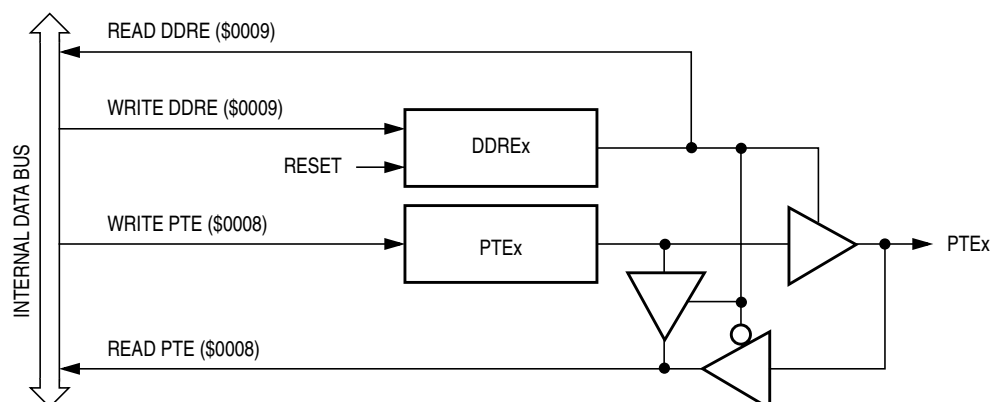 READ DDRE ($0009)
WRITE DDRE ($0009)
DDREx
RESET
WRITE PTE ($0008)
PTEx
PTEx
READ PTE ($0008)
INTERNAL DATA BUS